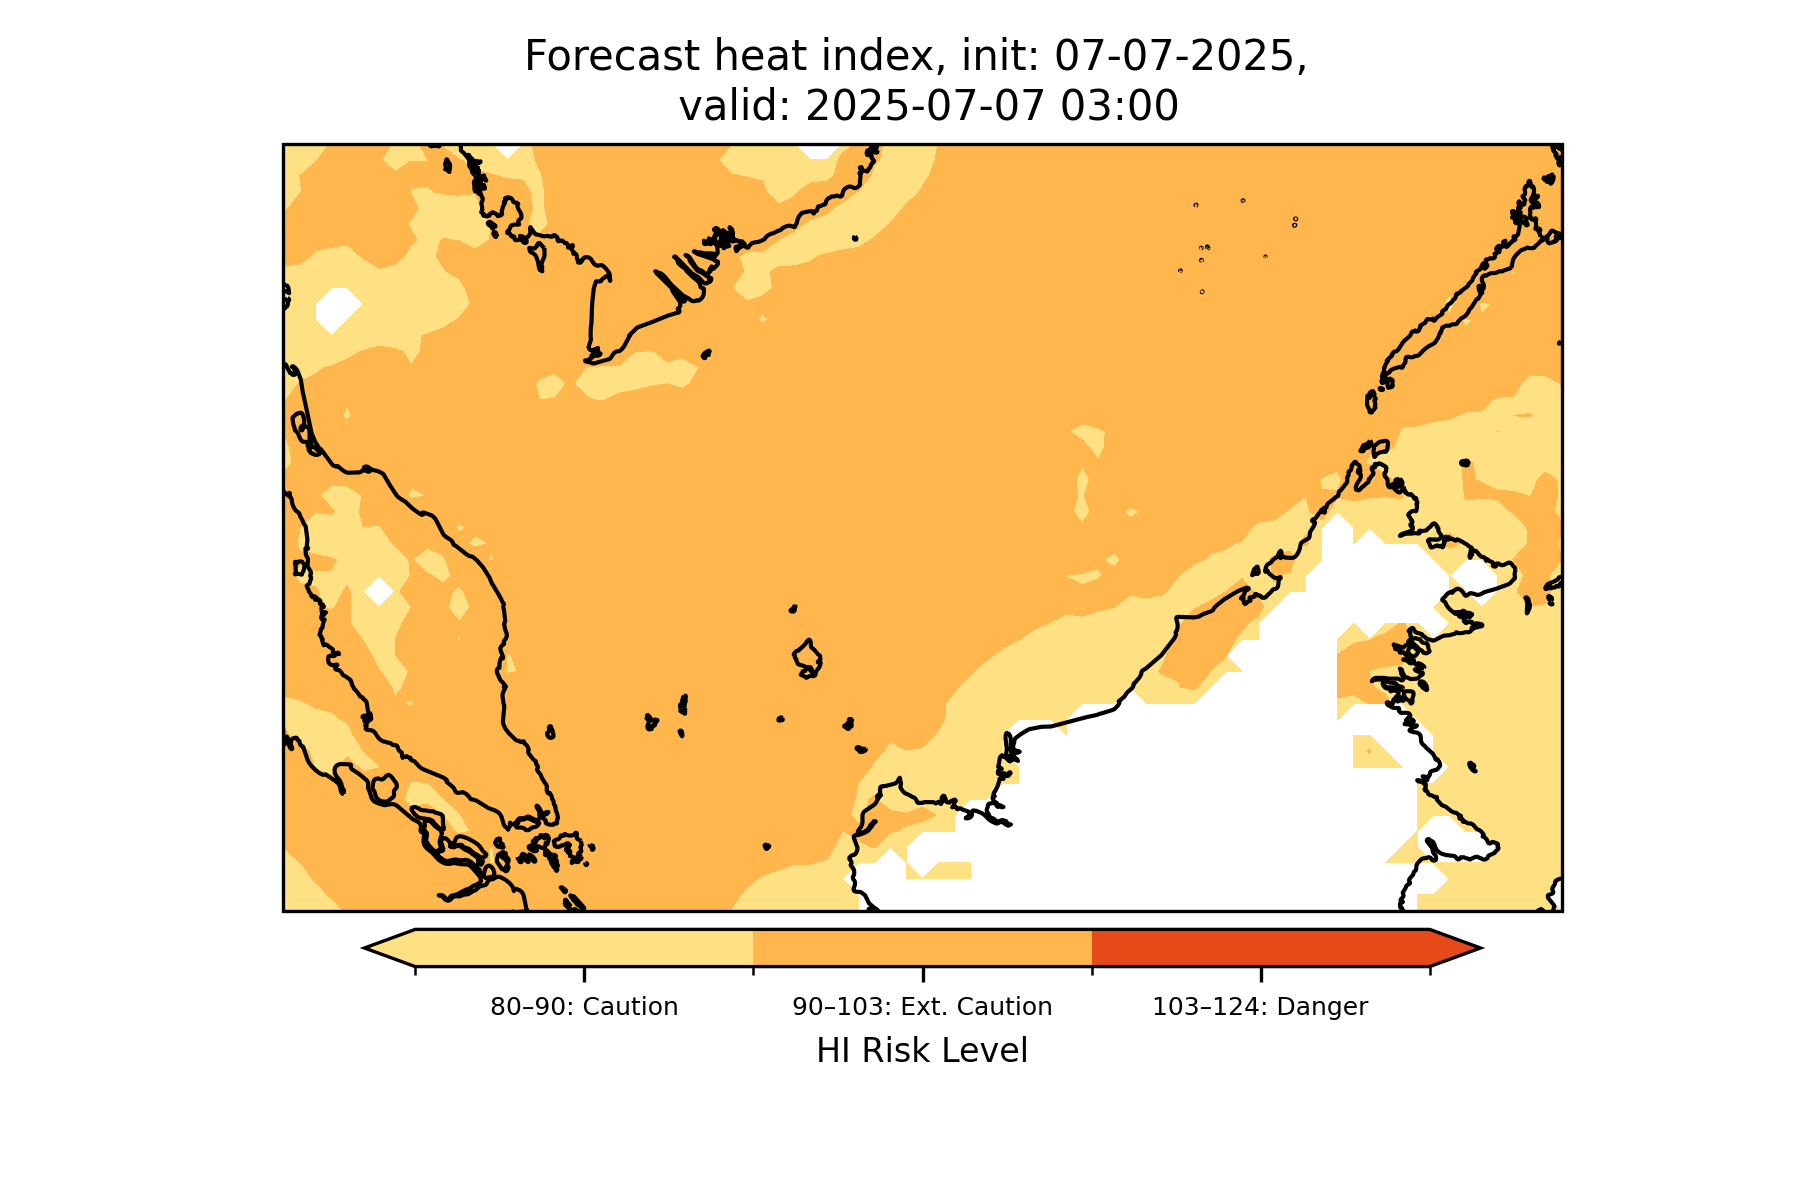 Forecast heat index, init: 07-07-2025,
valid: 2025-07-07 03:00
80–90: Caution
90–103: Ext. Caution
103–124: Danger
HI Risk Level